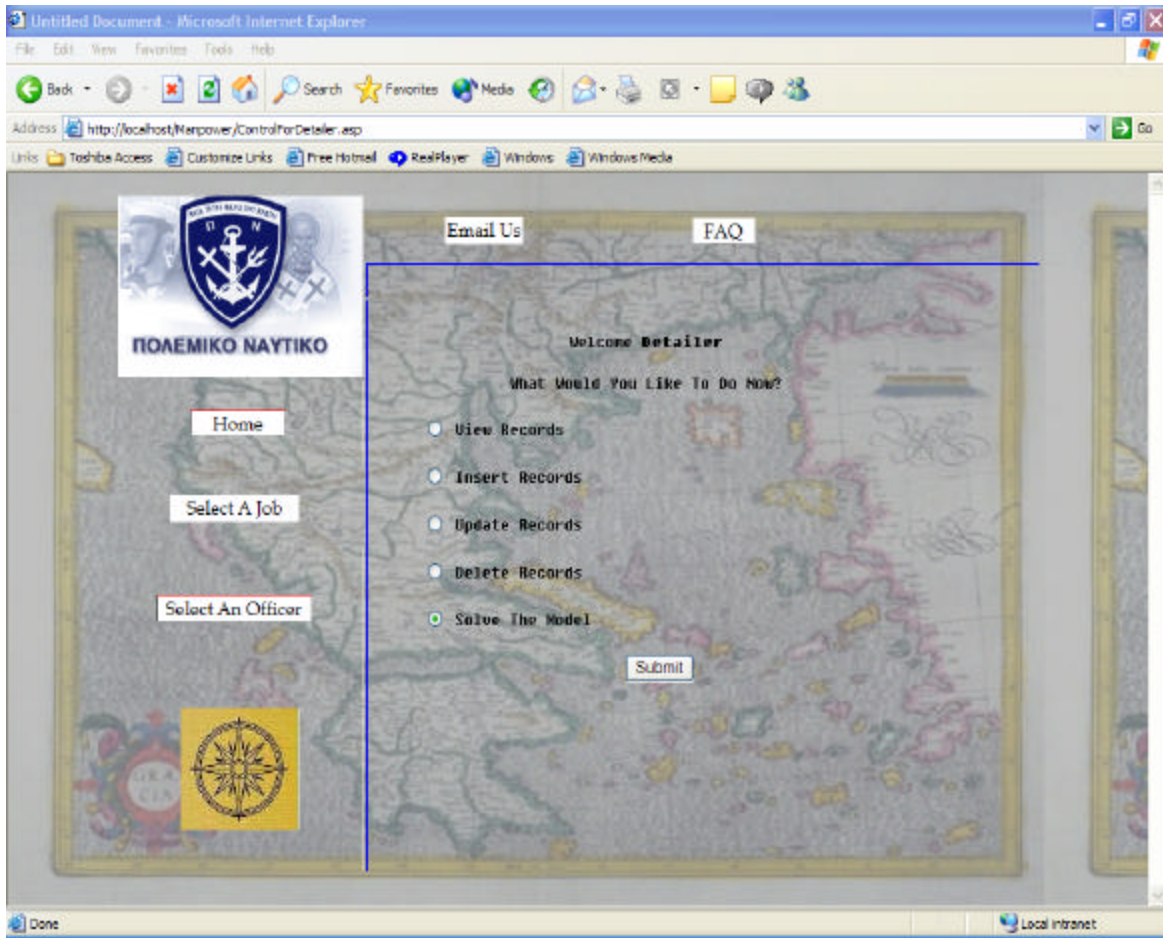 Untitled Document - Microsoft Internet Explorer
File Edit View Favorites Tools Help
Back Search Favorites Media
Address http://localhost/Manpower/ControlForDetailer.asp Go
Links Toshiba Access Customize Links Free Hotmail RealPlayer Windows Windows Media
Π Ν
ΠΟΛΕΜΙΚΟ ΝΑΥΤΙΚΟ
Email Us FAQ
Welcome Detailer
What Would You Like To Do Now?
Home
View Records
Insert Records
Select A Job
Update Records
Delete Records
Select An Officer
Solve The Model
Submit
GRÆ
CIA
Done Local intranet